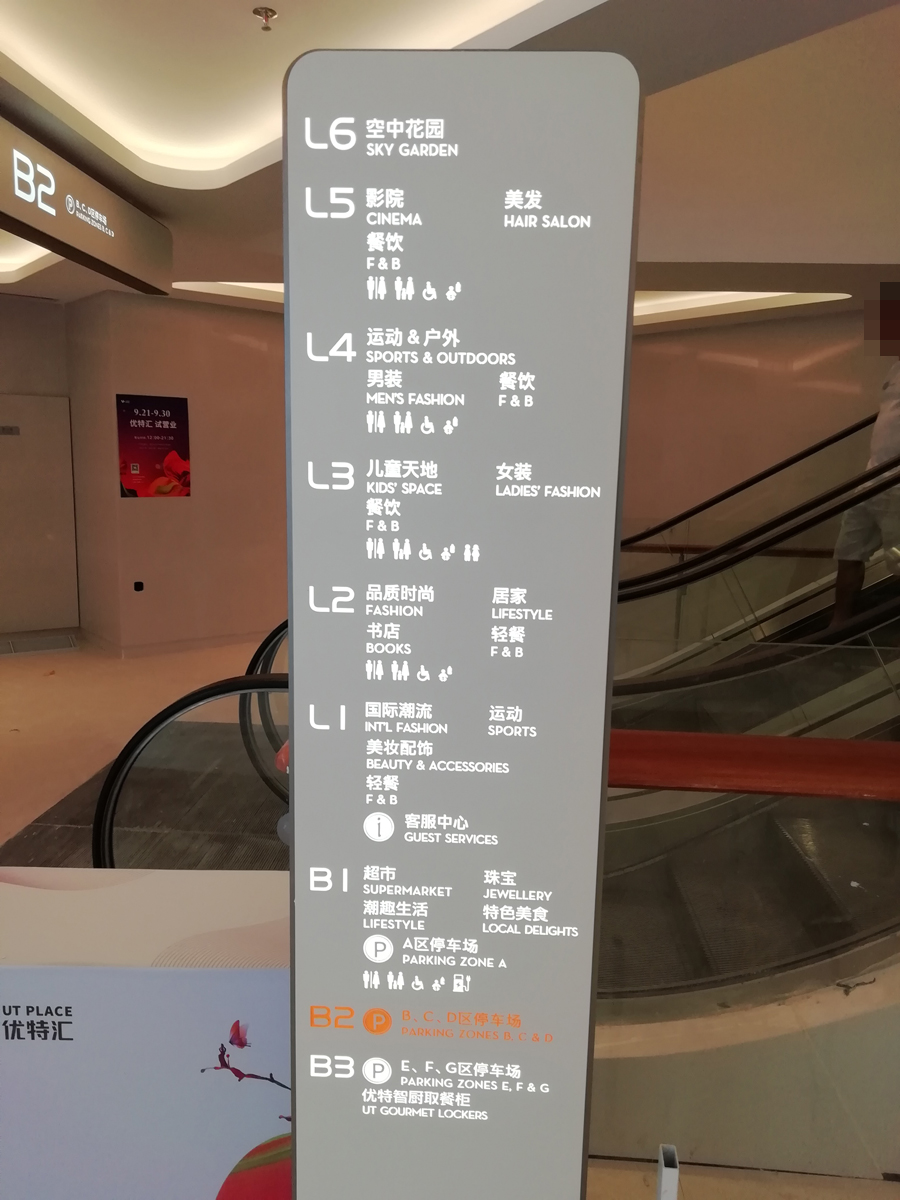 L6 空中花园
SKY GARDEN
L5 影院 美发
CINEMA HAIR SALON
餐饮
F & B
L4 运动 & 户外
SPORTS & OUTDOORS
男装 餐饮
MEN'S FASHION F & B
L3 儿童天地 女装
KIDS' SPACE LADIES' FASHION
餐饮
F & B
L2 品质时尚 居家
FASHION LIFESTYLE
书店 轻餐
BOOKS F & B
L1 国际潮流 运动
INT'L FASHION SPORTS
美妆配饰
BEAUTY & ACCESSORIES
轻餐
F & B
i 客服中心
GUEST SERVICES
B1 超市 珠宝
SUPERMARKET JEWELLERY
潮趣生活 特色美食
LIFESTYLE LOCAL DELIGHTS
P A区停车场
PARKING ZONE A
B2 P B、C、D区停车场
PARKING ZONES B, C & D
B3 P E、F、G区停车场
PARKING ZONES E, F & G
优特智厨取餐柜
UT GOURMET LOCKERS
B2 P B、C、D区停车场
PARKING ZONES B, C & D
9.21-9.30
优特汇 试营业
UT PLACE
优特汇